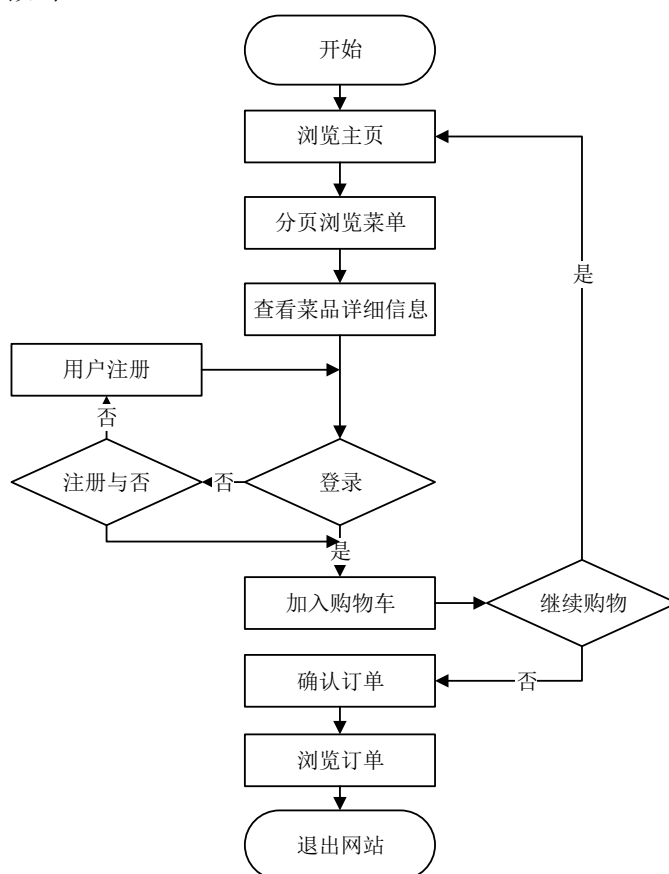 开始
浏览主页
分页浏览菜单
是
查看菜品详细信息
用户注册
否
注册与否
否
登录
是
加入购物车
继续购物
确认订单
否
浏览订单
退出网站